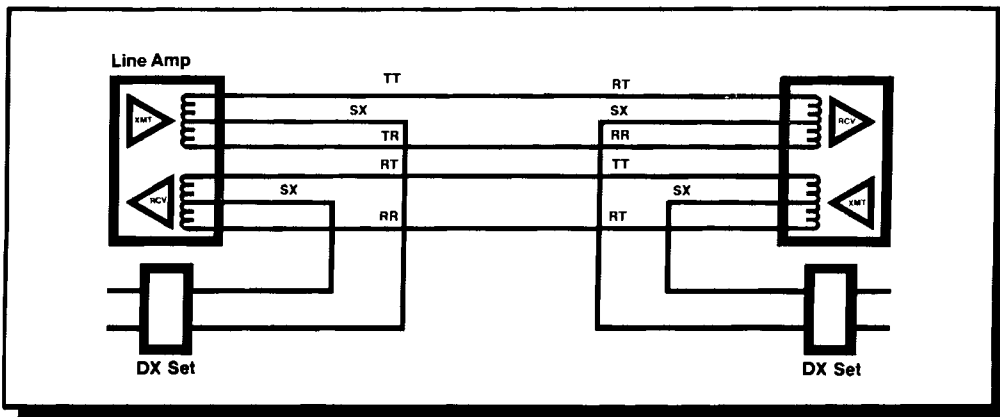 Line Amp
TT RT
XMT SX SX RCV
TR RR
RT TT
RCV SX SX XMT
RR RT
DX Set DX Set